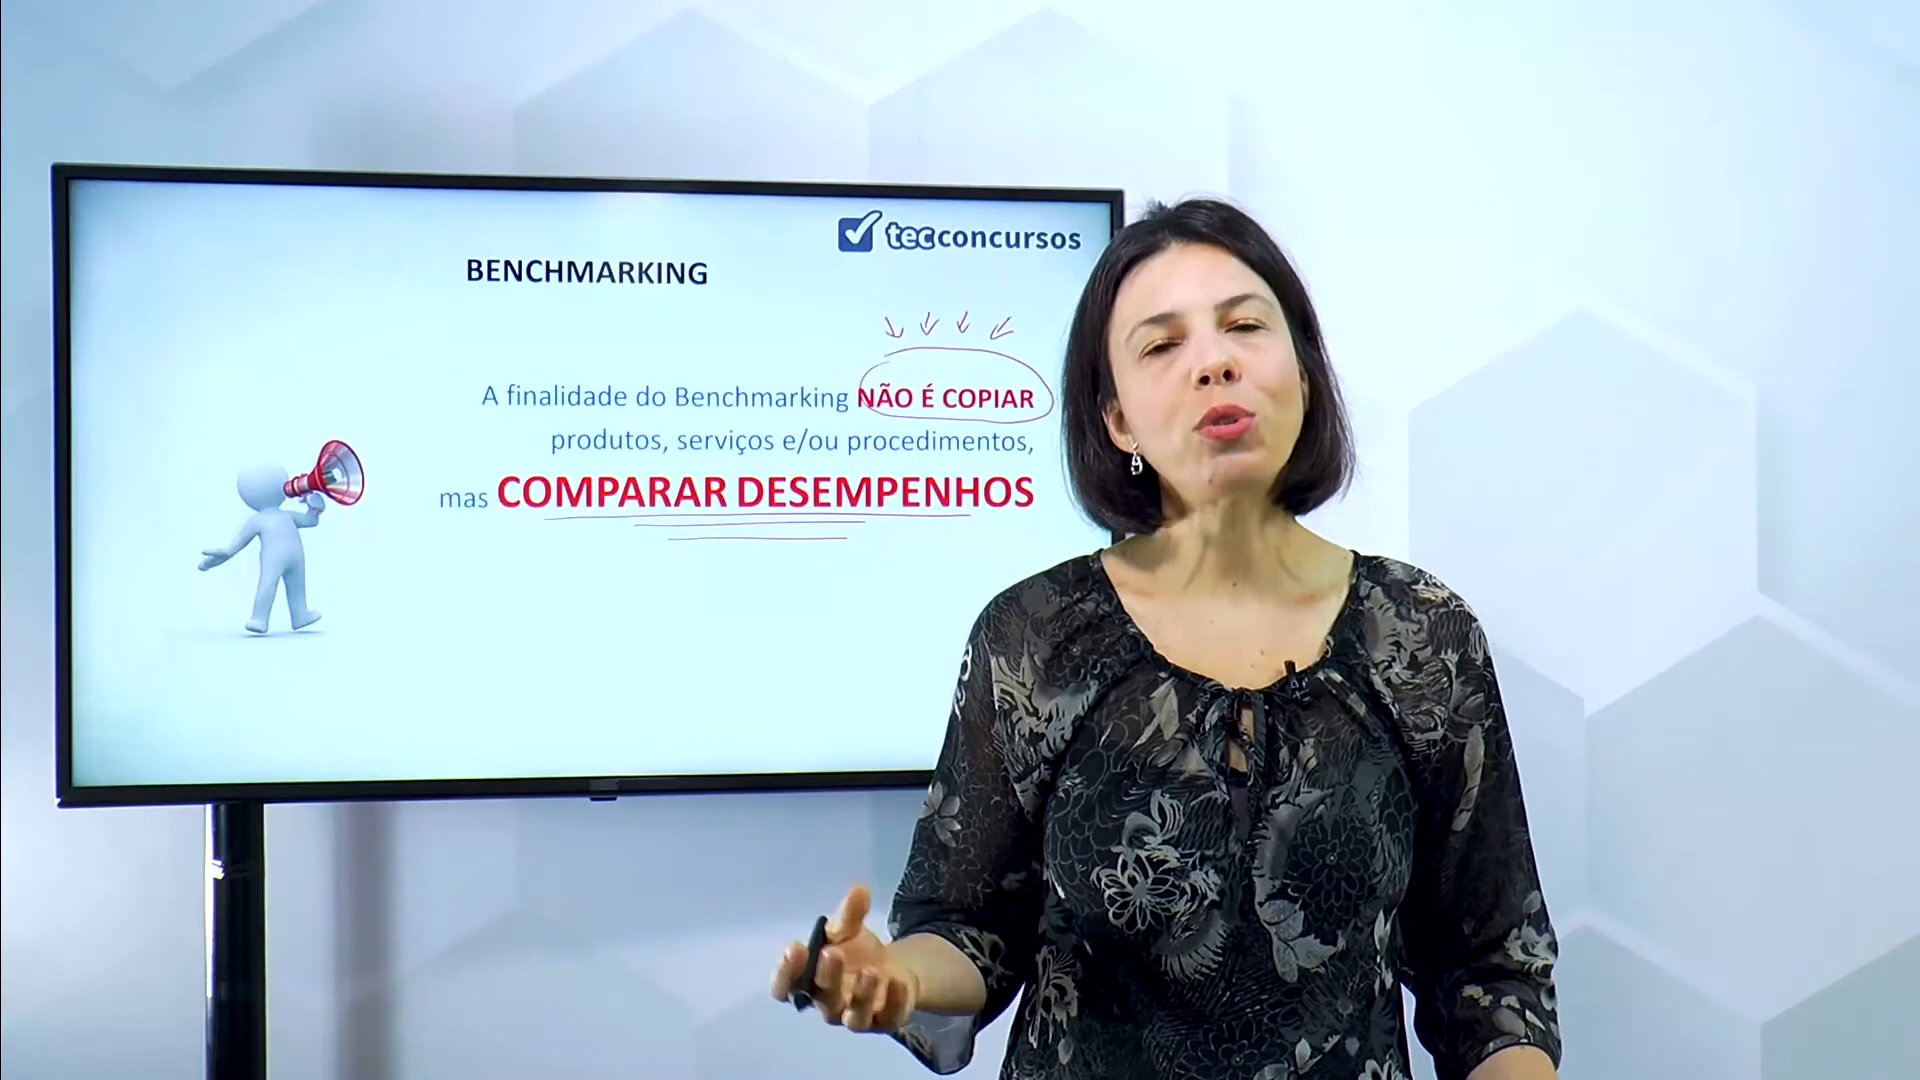 tecconcursos
BENCHMARKING
A finalidade do Benchmarking NÃO É COPIAR
produtos, serviços e/ou procedimentos,
mas COMPARAR DESEMPENHOS